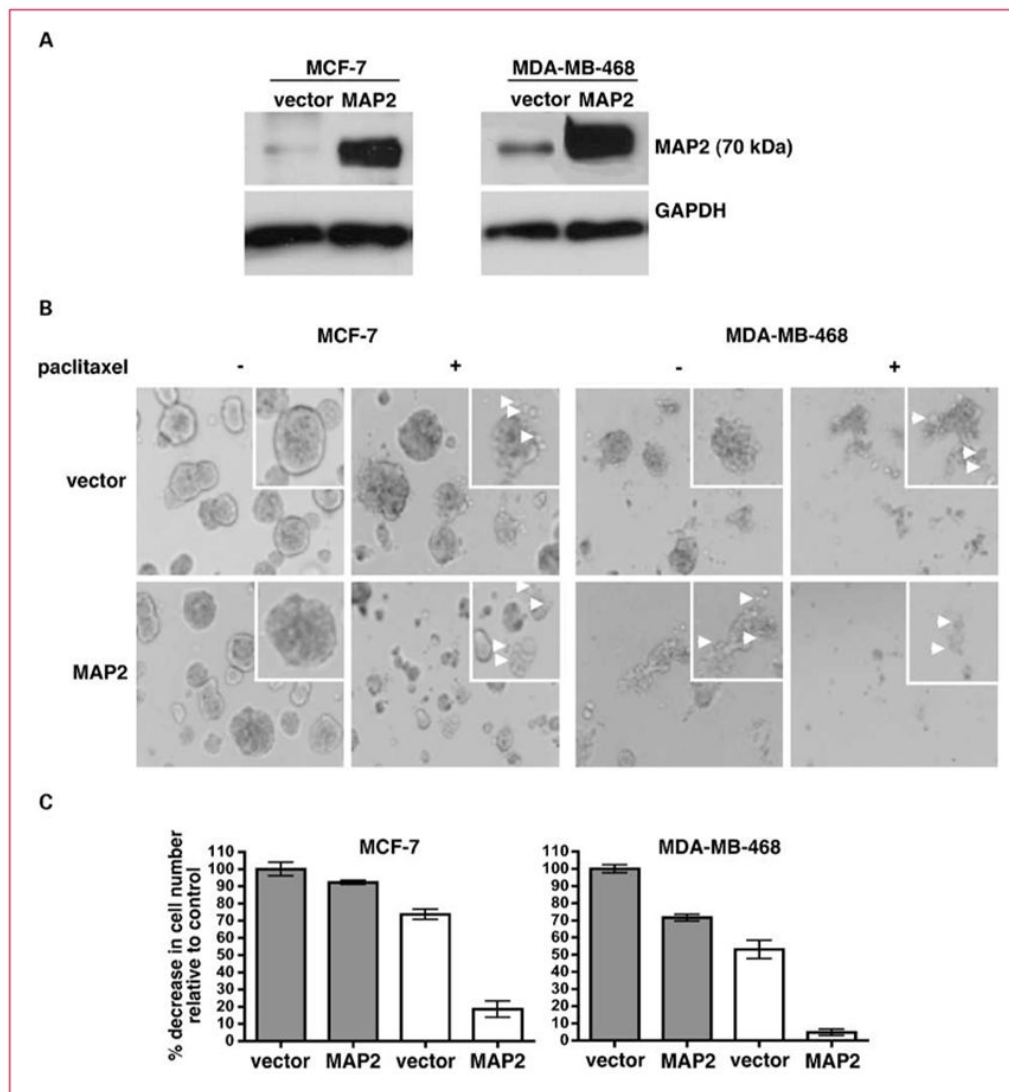 A
MCF-7 MDA-MB-468
vector MAP2 vector MAP2
MAP2 (70 kDa)
GAPDH
B
MCF-7 MDA-MB-468
paclitaxel - + - +
vector
MAP2
C
% decrease in cell number
relative to control
MCF-7
110
100
90
80
70
60
50
40
30
20
10
0
vector MAP2 vector MAP2
MDA-MB-468
110
100
90
80
70
60
50
40
30
20
10
0
vector MAP2 vector MAP2